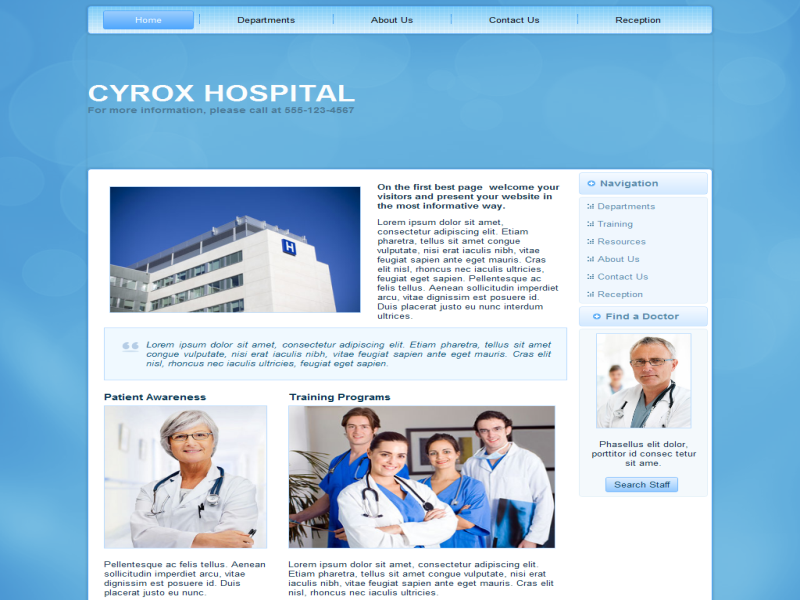 Home
Departments
About Us
Contact Us
Reception
CYROX HOSPITAL
For more information, please call at 555-123-4567
On the first best page  welcome your
visitors and present your website in
the most informative way.
Lorem ipsum dolor sit amet,
consectetur adipiscing elit. Etiam
pharetra, tellus sit amet congue
vulputate, nisi erat iaculis nibh, vitae
feugiat sapien ante eget mauris. Cras
elit nisl, rhoncus nec iaculis ultricies,
feugiat eget sapien. Pellentesque ac
felis tellus. Aenean sollicitudin imperdiet
arcu, vitae dignissim est posuere id.
Duis placerat justo eu nunc interdum
ultrices.
H
Lorem ipsum dolor sit amet, consectetur adipiscing elit. Etiam pharetra, tellus sit amet
congue vulputate, nisi erat iaculis nibh, vitae feugiat sapien ante eget mauris. Cras elit
nisl, rhoncus nec iaculis ultricies, feugiat eget sapien.
Patient Awareness
Pellentesque ac felis tellus. Aenean
sollicitudin imperdiet arcu, vitae
dignissim est posuere id. Duis
placerat justo eu nunc.
Training Programs
Lorem ipsum dolor sit amet, consectetur adipiscing elit.
Etiam pharetra, tellus sit amet congue vulputate, nisi erat
iaculis nibh, vitae feugiat sapien ante eget mauris. Cras elit
nisl, rhoncus nec iaculis ultricies.
Navigation
Departments
Training
Resources
About Us
Contact Us
Reception
Find a Doctor
Phasellus elit dolor,
porttitor id consec tetur
sit ame.
Search Staff